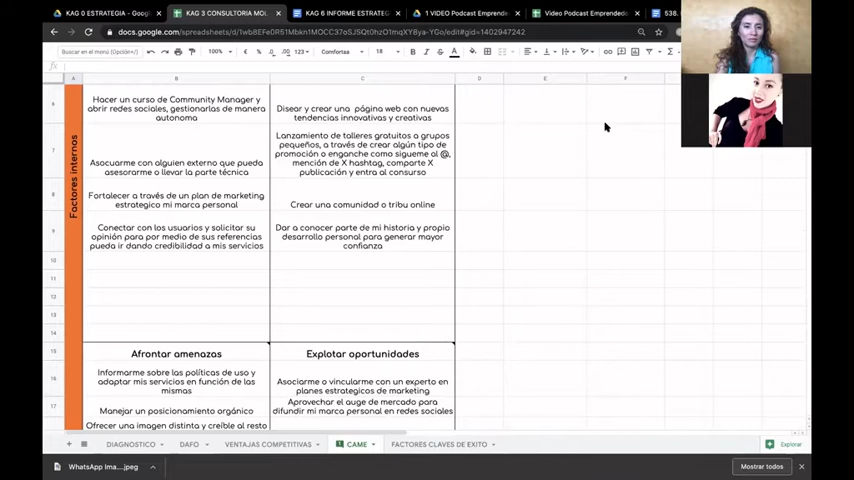 KAG 0 ESTRATEGIA - Goog
KAG 3 CONSULTORIA MOL
KAG 6 INFORME ESTRATEG
1 VIDEO Podcast Emprende
Video Podcast Emprended
538.
docs.google.com/spreadsheets/d/1wb8EFe0R51Mbkn1MOCC37oSJ5Qt0hzO1mqXY8ya-YGo/edit#gid=1402947242
Buscar en el menú (Opción+/)
100%
€
%
.0
.00
123
Comfortaa
18
B
I
S
A
Σ
fx
A
B
C
D
E
F
Factores internos
6
Hacer un curso de Community Manager y
abrir redes sociales, gestionarlas de manera
autonoma
Disear y crear una página web con nuevas
tendencias innovativas y creativas
7
Asocuarme con alguien externo que pueda
asesorarme o llevar la parte técnica
Lanzamiento de talleres gratuitos a grupos
pequeños, a través de crear algún tipo de
promoción o enganche como sigueme al @,
mención de X hashtag, comparte X
publicación y entra al consurso
8
Fortalecer a través de un plan de marketing
estrategico mi marca personal
Crear una comunidad o tribu online
9
Conectar con los usuarios y solicitar su
opinión para por medio de sus referencias
pueda ir dando credibilidad a mis servicios
Dar a conocer parte de mi historia y propio
desarrollo personal para generar mayor
confianza
10
11
12
13
14
15
Afrontar amenazas
Explotar oportunidades
16
Informarme sobre las políticas de uso y
adaptar mis servicios en función de las
mismas
Asociarme o vincularme con un experto en
planes estrategicos de marketing
17
Manejar un posicionamiento orgánico
Aprovechar el auge de mercado para
difundir mi marca personal en redes sociales
Ofrecer una imagen distinta y creíble al resto
DIAGNOSTICO
DAFO
VENTAJAS COMPETITIVAS
CAME
FACTORES CLAVES DE EXITO
Explorar
WhatsApp Ima....jpeg
Mostrar todos